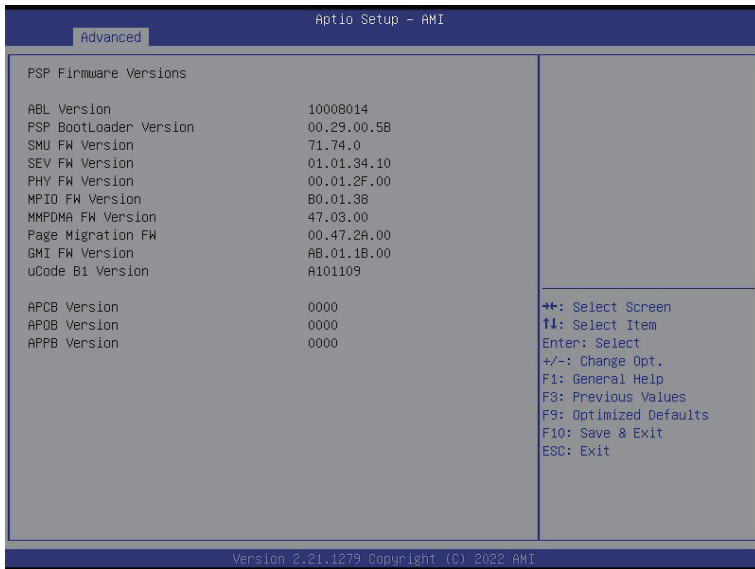 Aptio Setup – AMI
Advanced
PSP Firmware Versions
ABL Version 10008014
PSP BootLoader Version 00.29.00.5B
SMU FW Version 71.74.0
SEV FW Version 01.01.34.10
PHY FW Version 00.01.2F.00
MPIO FW Version B0.01.38
MMPDMA FW Version 47.03.00
Page Migration FW 00.47.2A.00
GMI FW Version AB.01.1B.00
uCode B1 Version A101109
APCB Version 0000
APOB Version 0000
APPB Version 0000
→←: Select Screen
↑↓: Select Item
Enter: Select
+/-: Change Opt.
F1: General Help
F3: Previous Values
F9: Optimized Defaults
F10: Save & Exit
ESC: Exit
Version 2.21.1279 Copyright (C) 2022 AMI